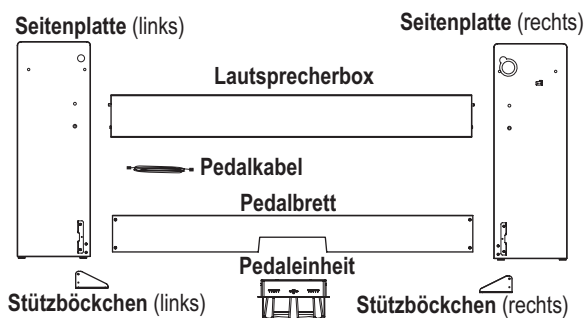 Seitenplatte (links)
Seitenplatte (rechts)
Lautsprecherbox
Pedalkabel
Pedalbrett
Pedaleinheit
Stützböckchen (links)
Stützböckchen (rechts)